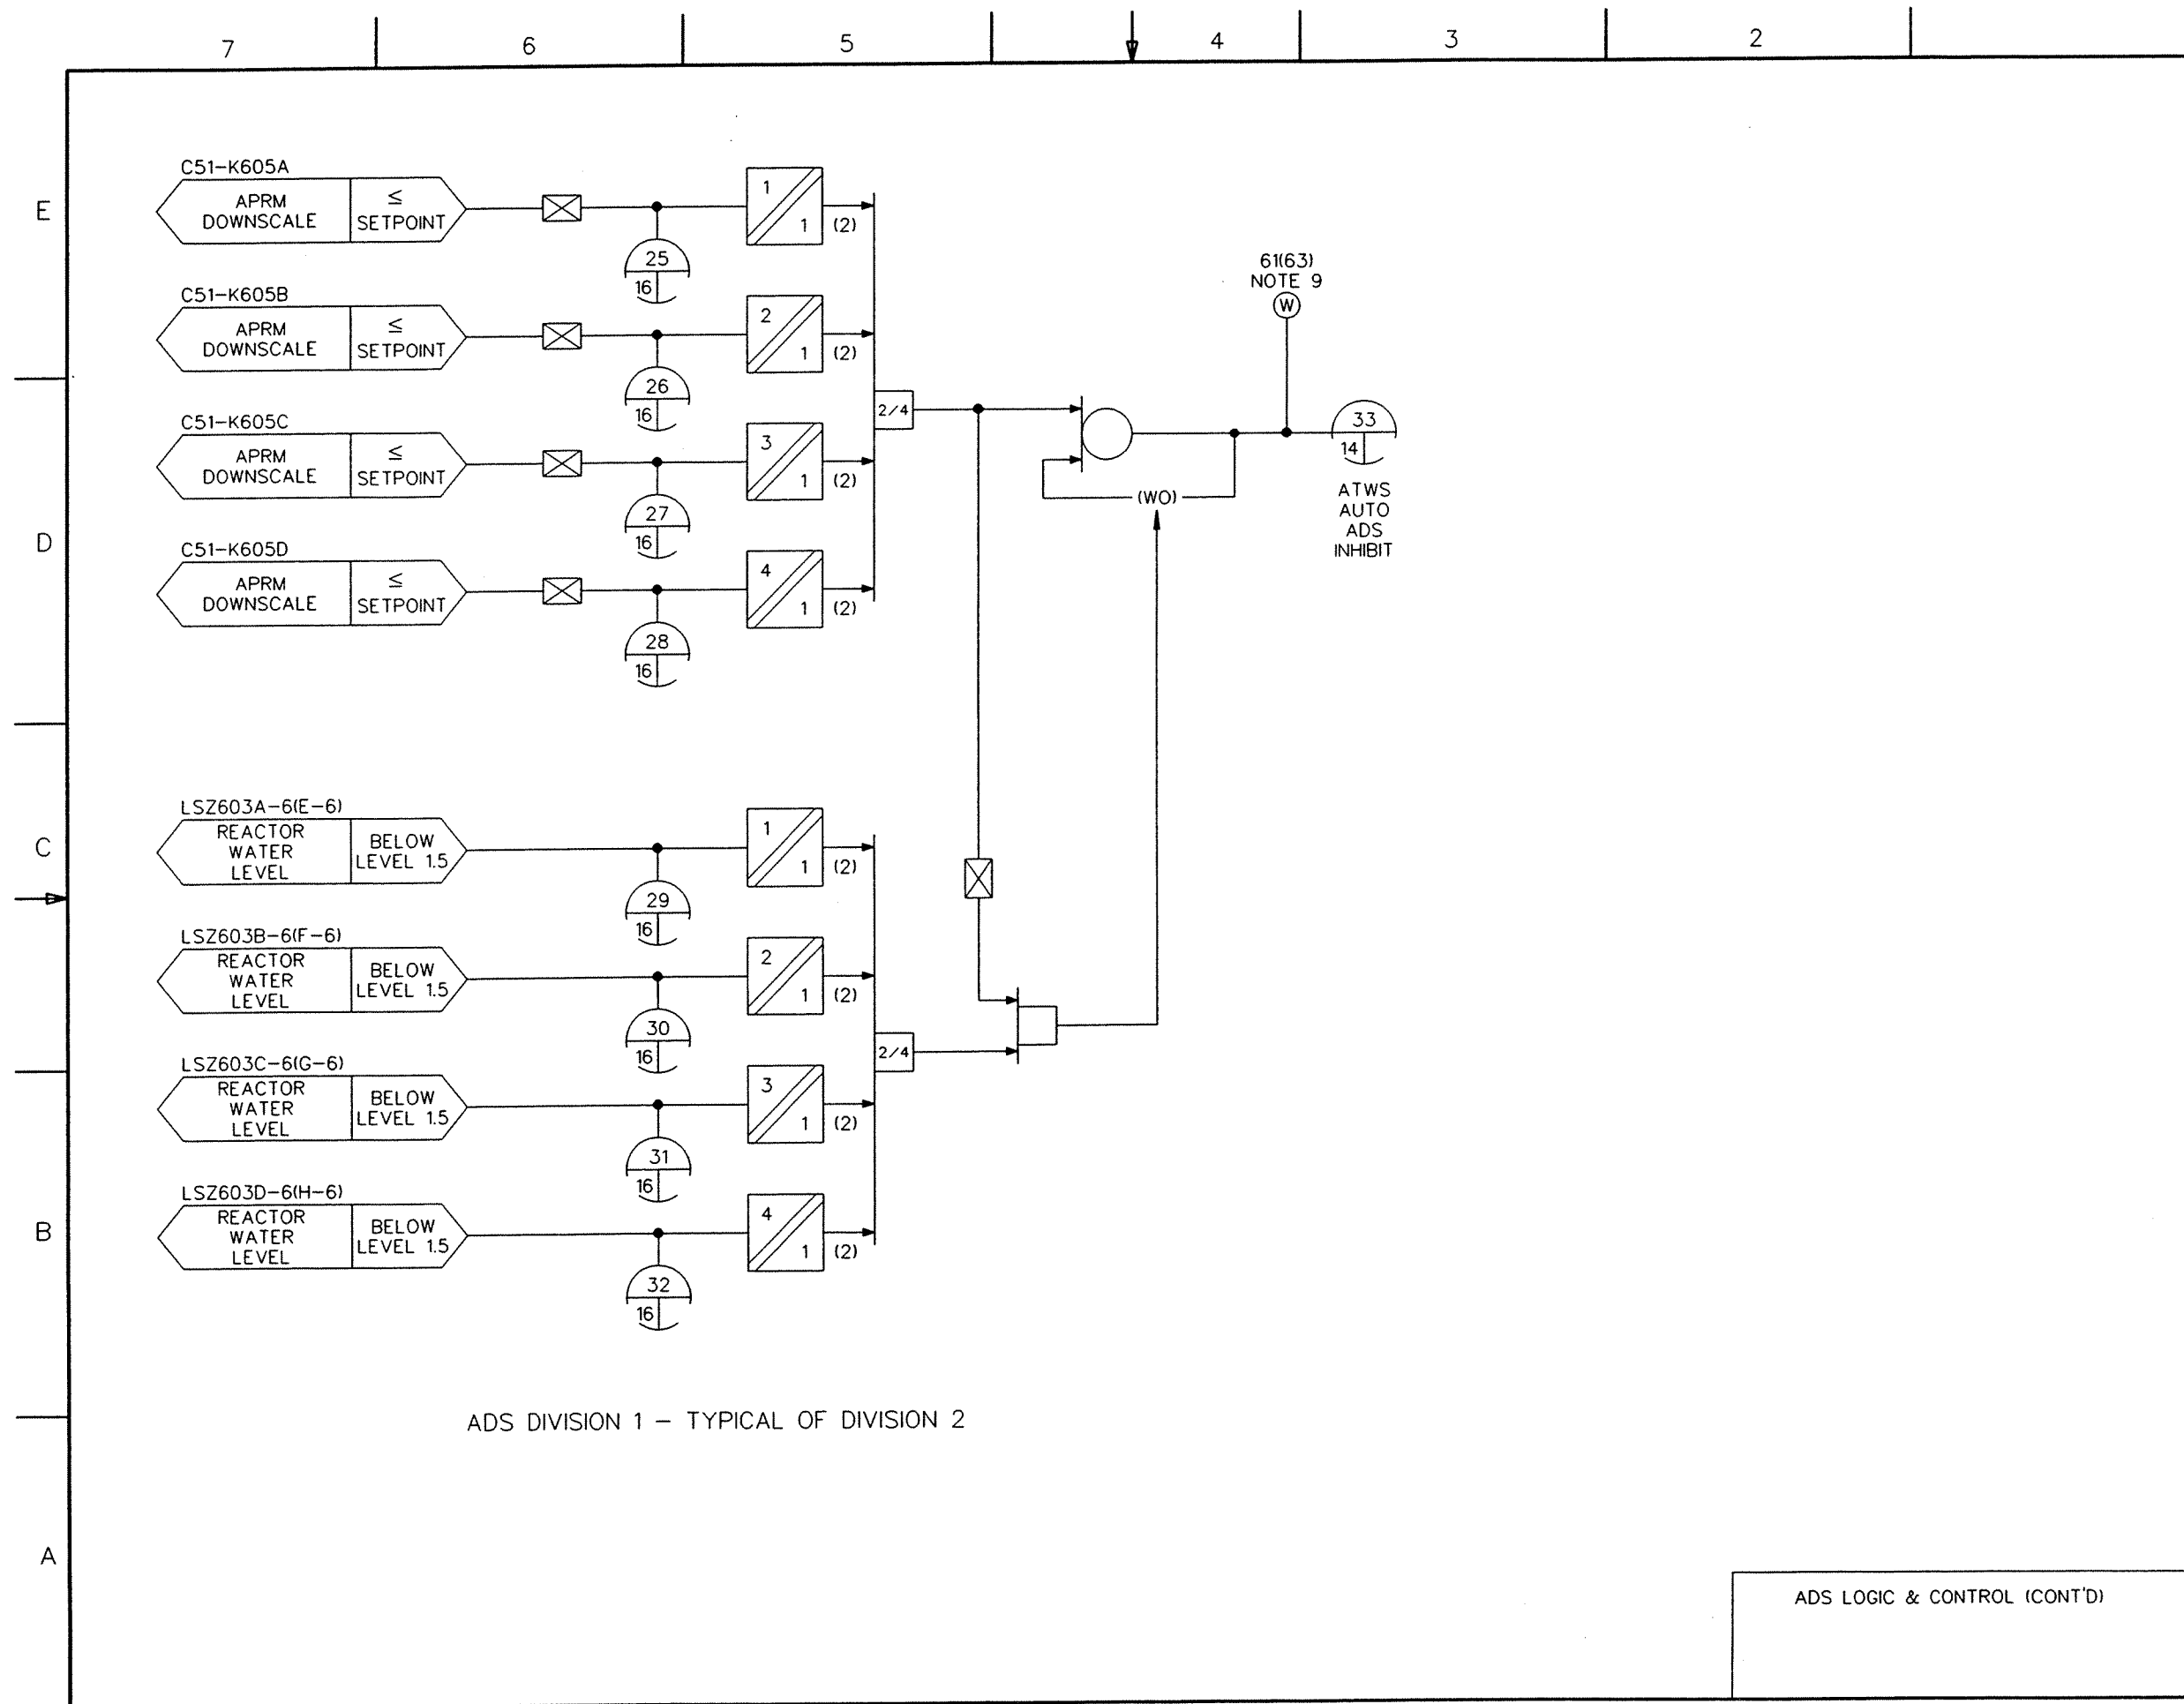 7 6 5 4 3 2
E
D
C
B
A
C51-K605A
APRM
DOWNSCALE
≤
SETPOINT
25
16
1
1 (2)
C51-K605B
APRM
DOWNSCALE
≤
SETPOINT
26
16
2
1 (2)
C51-K605C
APRM
DOWNSCALE
≤
SETPOINT
27
16
3
1 (2)
C51-K605D
APRM
DOWNSCALE
≤
SETPOINT
28
16
4
1 (2)
2/4
61(63)
NOTE 9
W
33
14
ATWS
AUTO
ADS
INHIBIT
(WO)
LSZ603A-6(E-6)
REACTOR
WATER
LEVEL
BELOW
LEVEL 1.5
29
16
1
1 (2)
LSZ603B-6(F-6)
REACTOR
WATER
LEVEL
BELOW
LEVEL 1.5
30
16
2
1 (2)
LSZ603C-6(G-6)
REACTOR
WATER
LEVEL
BELOW
LEVEL 1.5
31
16
3
1 (2)
LSZ603D-6(H-6)
REACTOR
WATER
LEVEL
BELOW
LEVEL 1.5
32
16
4
1 (2)
2/4
ADS DIVISION 1 – TYPICAL OF DIVISION 2
ADS LOGIC & CONTROL (CONT'D)